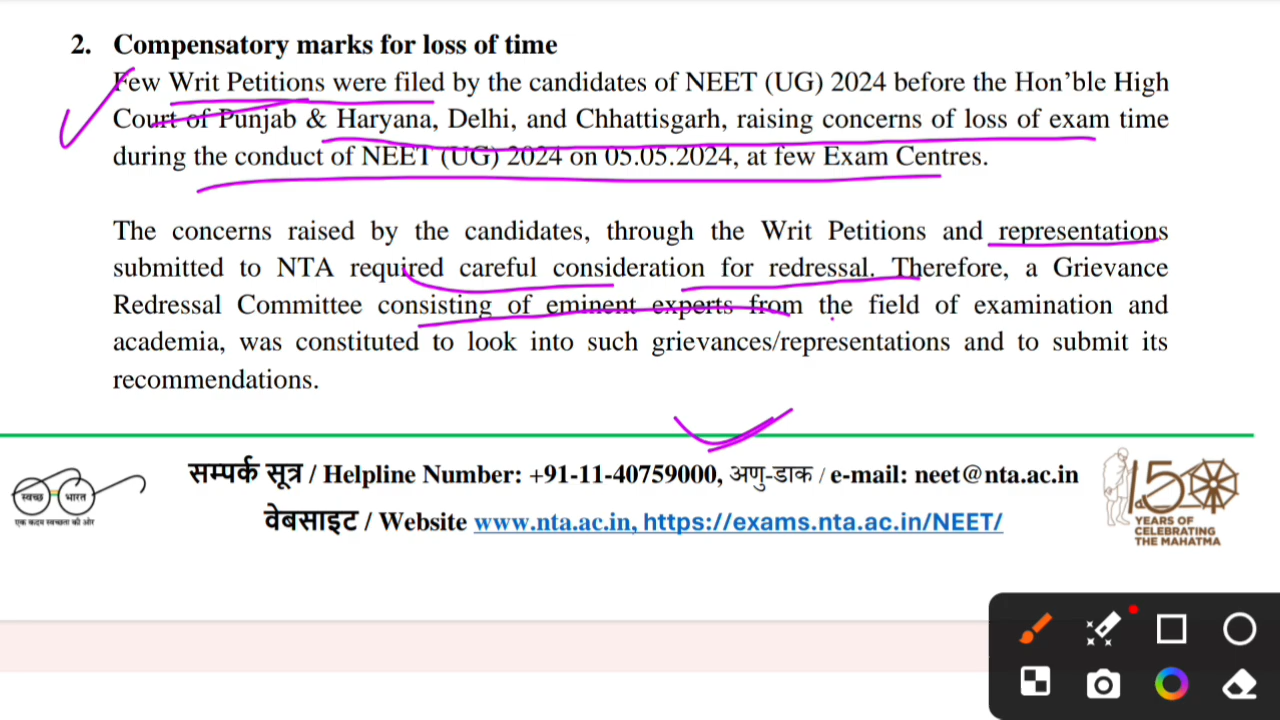 2. Compensatory marks for loss of time
Few Writ Petitions were filed by the candidates of NEET (UG) 2024 before the Hon'ble High
Court of Punjab & Haryana, Delhi, and Chhattisgarh, raising concerns of loss of exam time
during the conduct of NEET (UG) 2024 on 05.05.2024, at few Exam Centres.
The concerns raised by the candidates, through the Writ Petitions and representations
submitted to NTA required careful consideration for redressal. Therefore, a Grievance
Redressal Committee consisting of eminent experts from the field of examination and
academia, was constituted to look into such grievances/representations and to submit its
recommendations.
सम्पर्क सूत्र / Helpline Number: +91-11-40759000, अणु-डाक / e-mail: neet@nta.ac.in
वेबसाइट / Website www.nta.ac.in, https://exams.nta.ac.in/NEET/
स्वच्छ भारत
एक कदम स्वच्छता की ओर
150
YEARS OF
CELEBRATING
THE MAHATMA